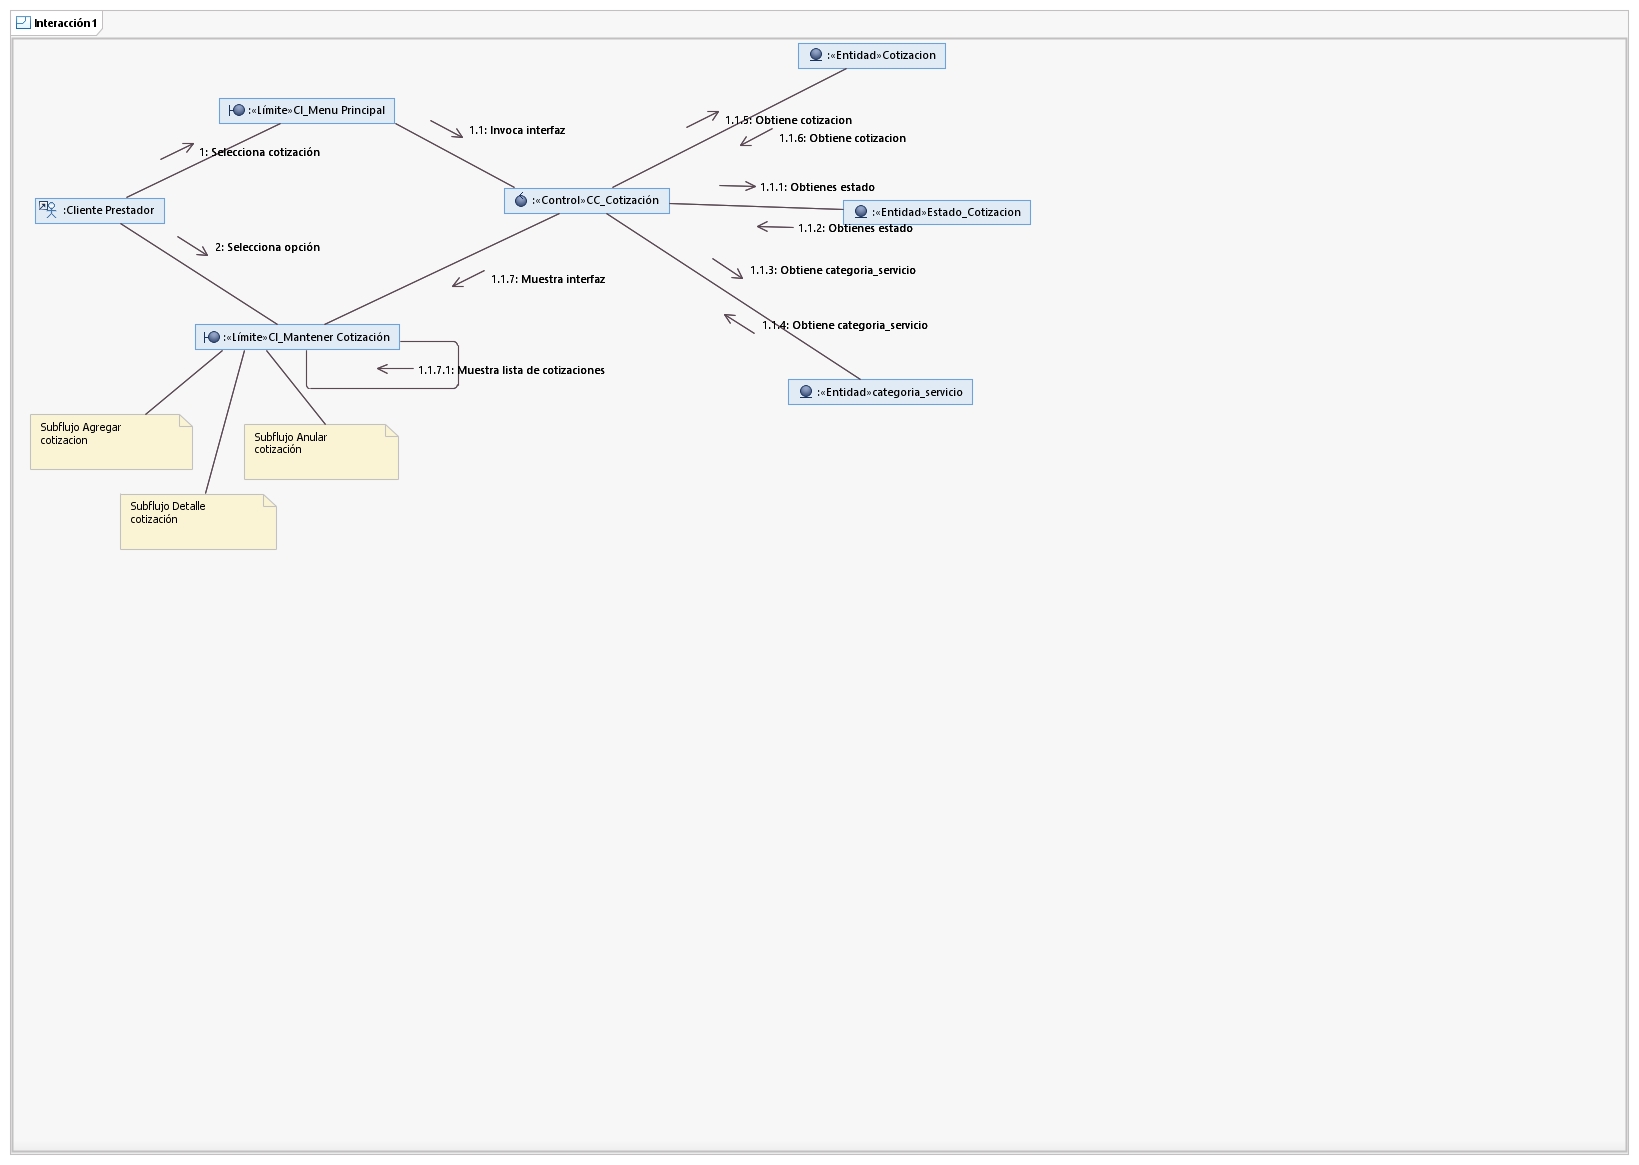 Interacción1
:«Entidad»Cotizacion
:«Límite»CI_Menu Principal
1.1.5: Obtiene cotizacion
1.1: Invoca interfaz
1.1.6: Obtiene cotizacion
1: Selecciona cotización
1.1.1: Obtienes estado
:«Control»CC_Cotización
:Cliente Prestador
:«Entidad»Estado_Cotizacion
1.1.2: Obtienes estado
2: Selecciona opción
1.1.3: Obtiene categoria_servicio
1.1.7: Muestra interfaz
1.1.4: Obtiene categoria_servicio
:«Límite»CI_Mantener Cotización
1.1.7.1: Muestra lista de cotizaciones
:«Entidad»categoria_servicio
Subflujo Agregar
cotizacion
Subflujo Anular
cotización
Subflujo Detalle
cotización